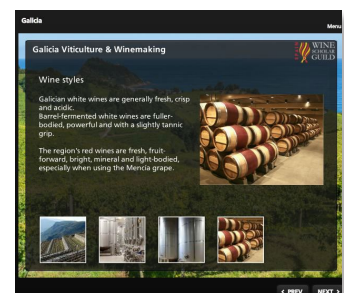 Galicia
Menu
Galicia Viticulture & Winemaking
WINE
SCHOLAR
GUILD
Wine styles
Galician white wines are generally fresh, crisp
and acidic.
Barrel-fermented white wines are fuller-
bodied, powerful and with a slightly tannic
grip.
The region's red wines are fresh, fruit-
forward, bright, mineral and light-bodied,
especially when using the Mencia grape.
< PREV
NEXT >